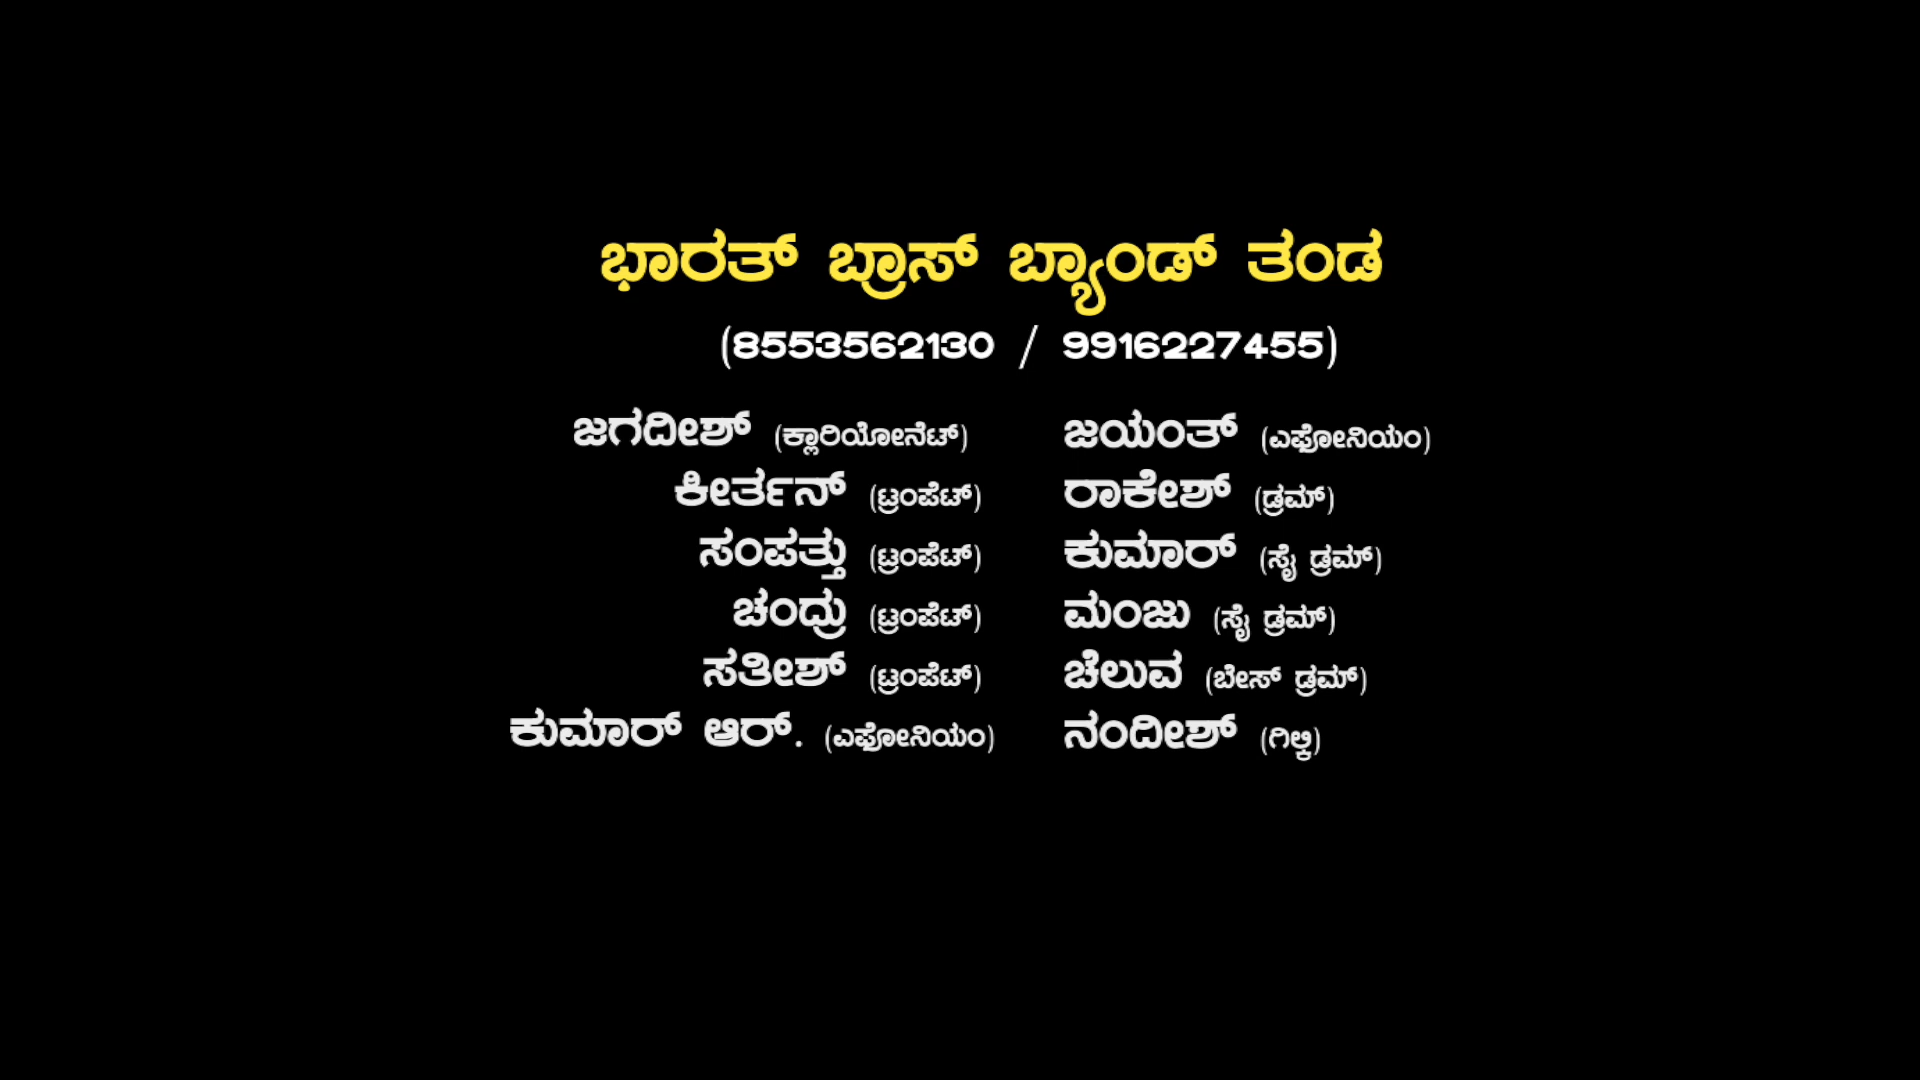 ಭಾರತ್ ಬ್ರಾಸ್ ಬ್ಯಾಂಡ್ ತಂಡ
(8553562130 / 9916227455)
ಜಗದೀಶ್ (ಕ್ಲಾರಿಯೋನೆಟ್) ಜಯಂತ್ (ಎಫೋನಿಯಂ)
ಕೀರ್ತನ್ (ಟ್ರಂಪೆಟ್) ರಾಕೇಶ್ (ಡ್ರಮ್)
ಸಂಪತ್ತು (ಟ್ರಂಪೆಟ್) ಕುಮಾರ್ (ಸೈ ಡ್ರಮ್)
ಚಂದ್ರು (ಟ್ರಂಪೆಟ್) ಮಂಜು (ಸೈ ಡ್ರಮ್)
ಸತೀಶ್ (ಟ್ರಂಪೆಟ್) ಚೆಲುವ (ಬೇಸ್ ಡ್ರಮ್)
ಕುಮಾರ್ ಆರ್. (ಎಫೋನಿಯಂ) ನಂದೀಶ್ (ಗಿಲ್ಕಿ)